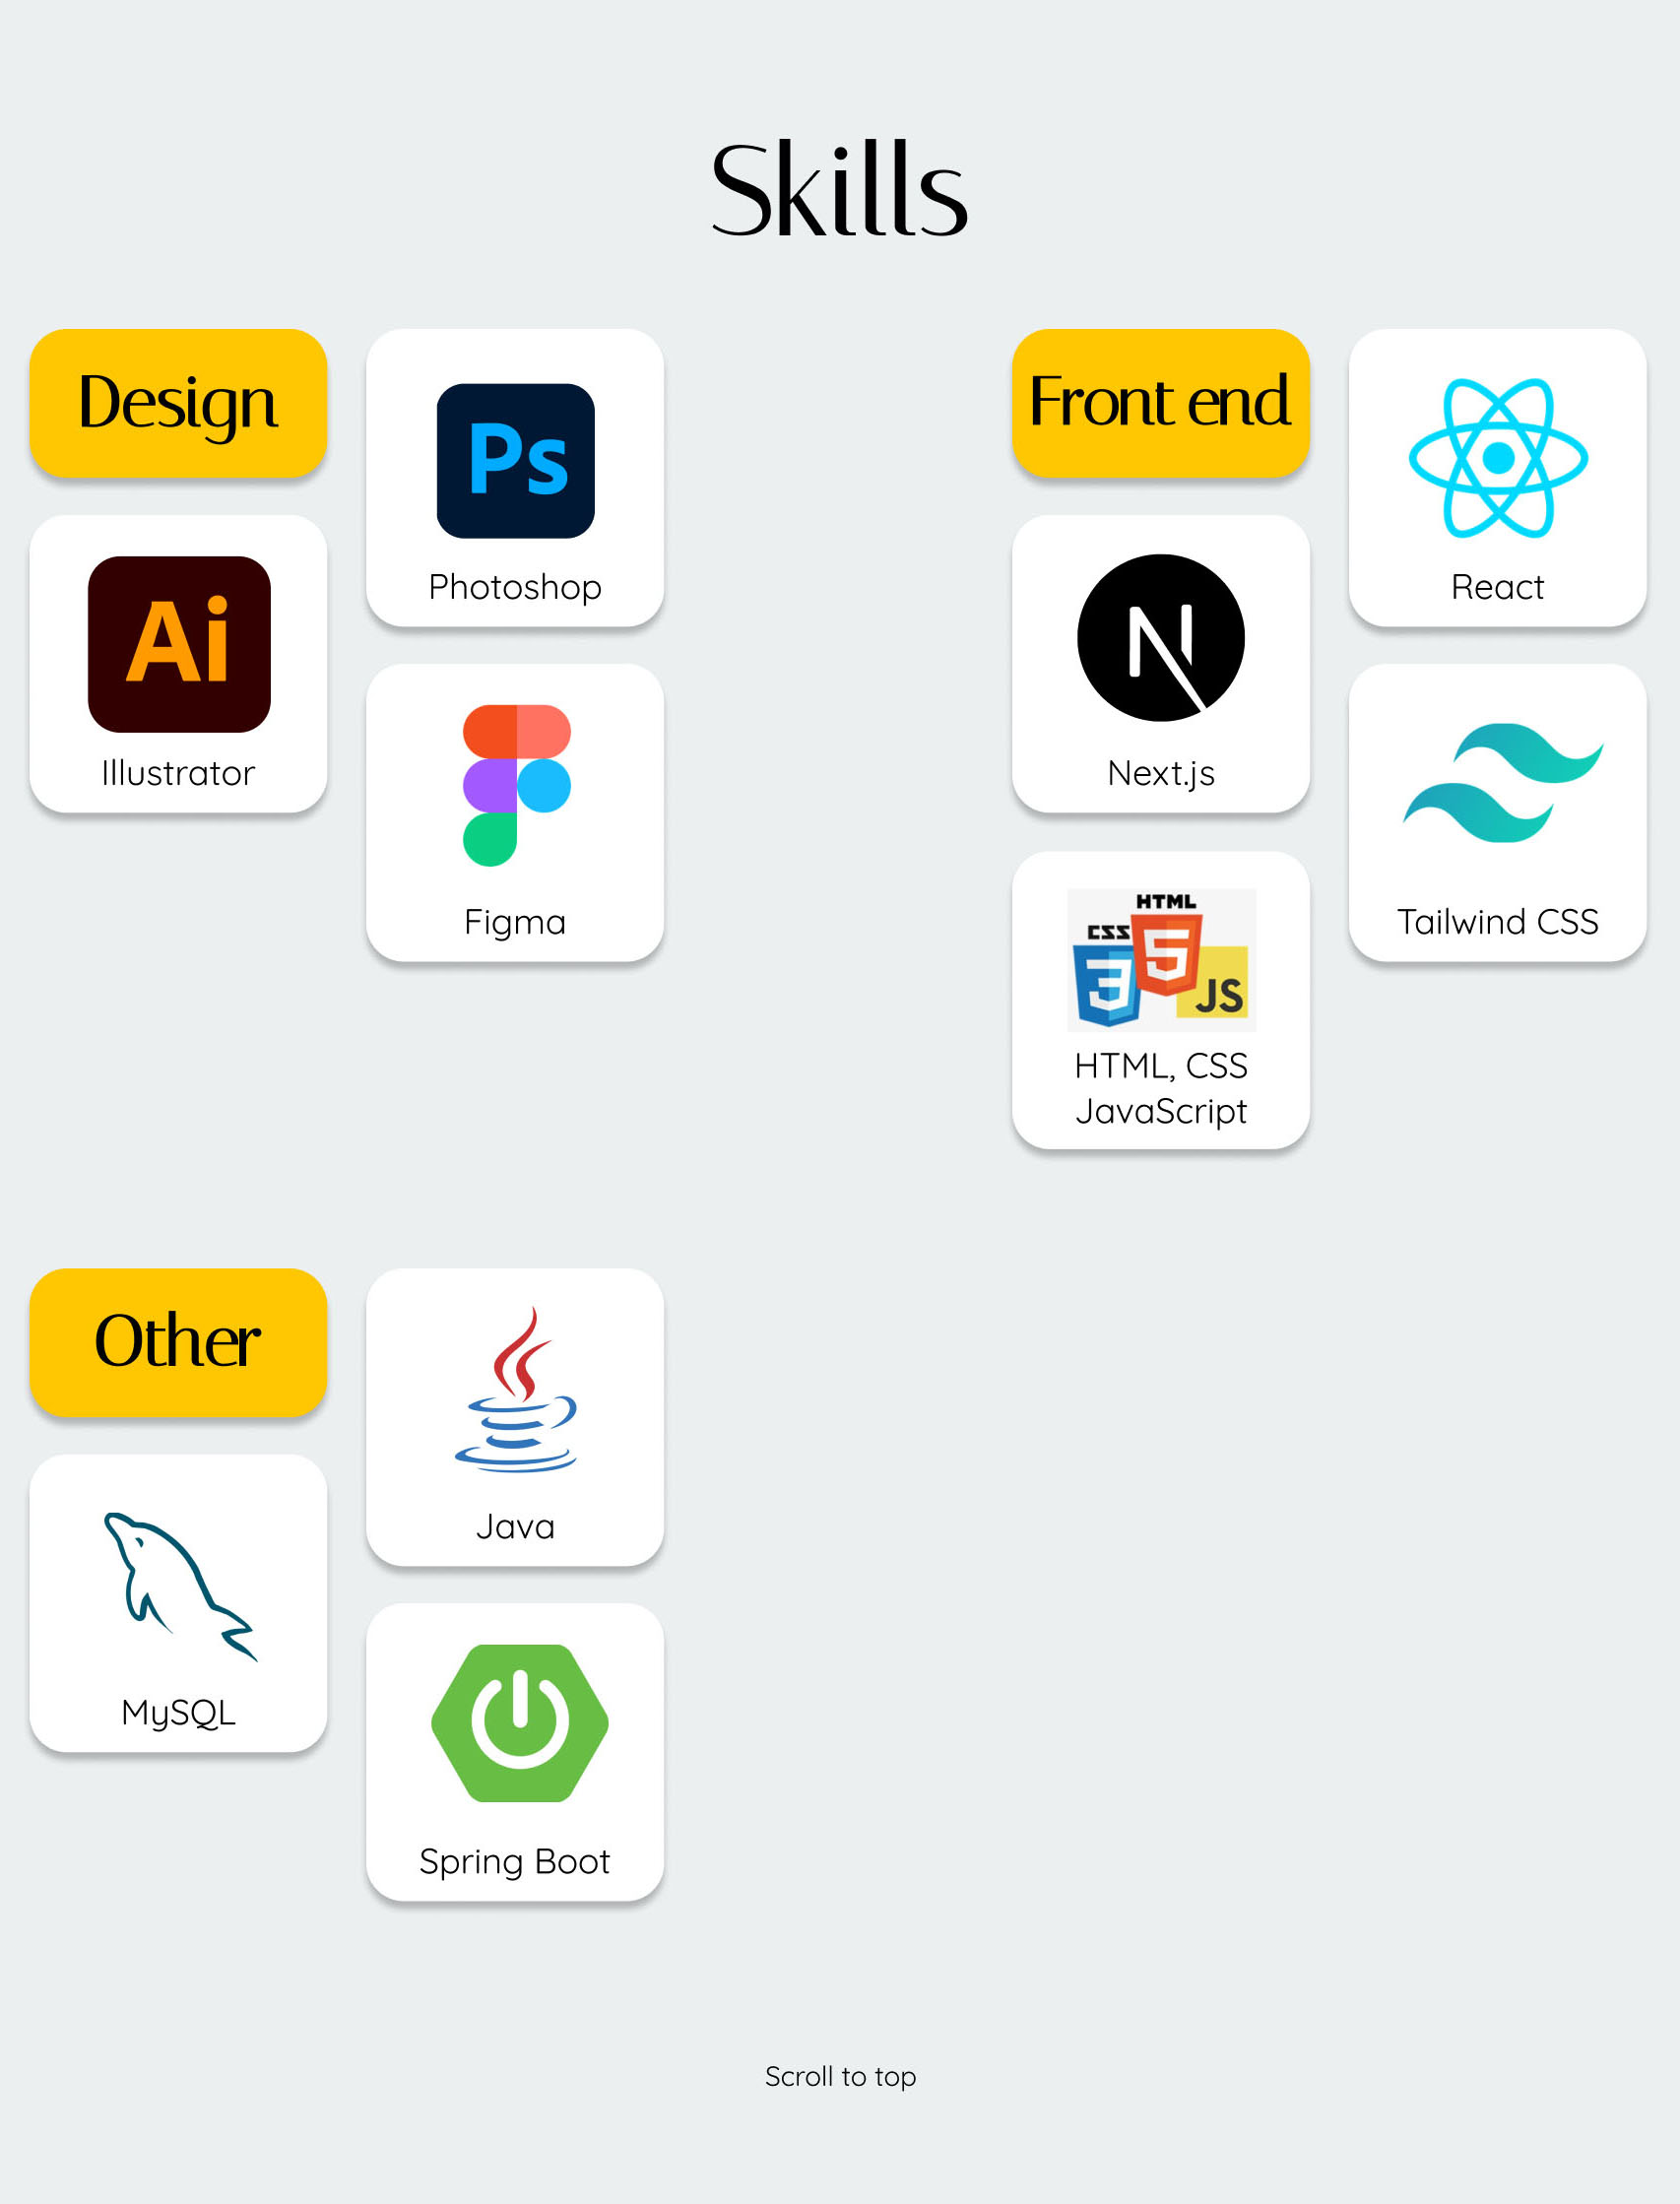 Skills
Design
Ps
Photoshop
Ai
Illustrator
Figma
Front end
React
N
Next.js
Tailwind CSS
HTML
CSS
5
3
JS
HTML, CSS
JavaScript
Other
Java
MySQL
Spring Boot
Scroll to top